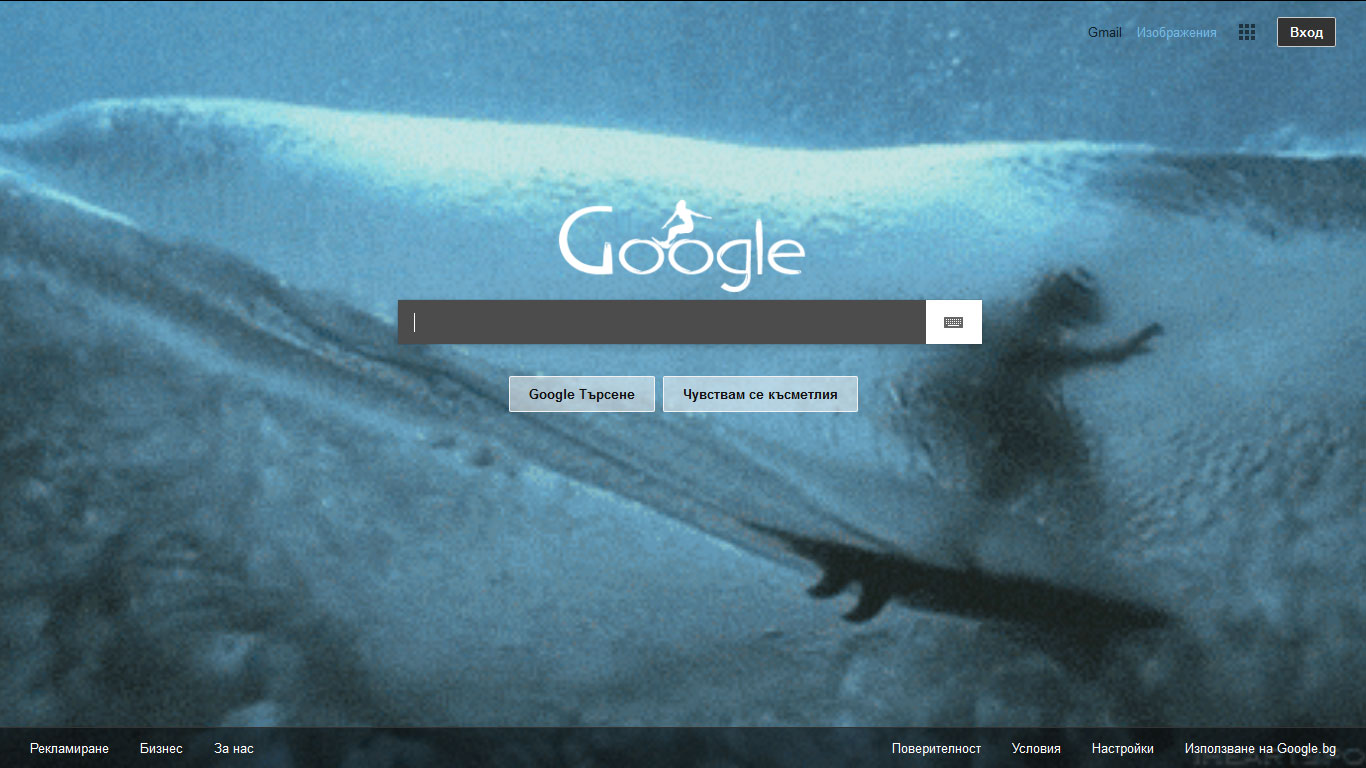 Gmail Изображения Вход
Google
Google Търсене Чувствам се късметлия
Рекламиране Бизнес За нас Поверителност Условия Настройки Използване на Google.bg